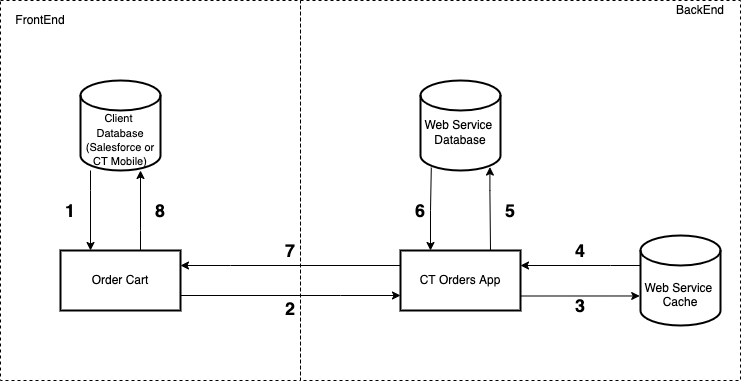 FrontEnd
BackEnd
Client
Database
(Salesforce or
CT Mobile)
Web Service
Database
1
8
6
5
7
4
Order Cart
CT Orders App
Web Service
Cache
2
3